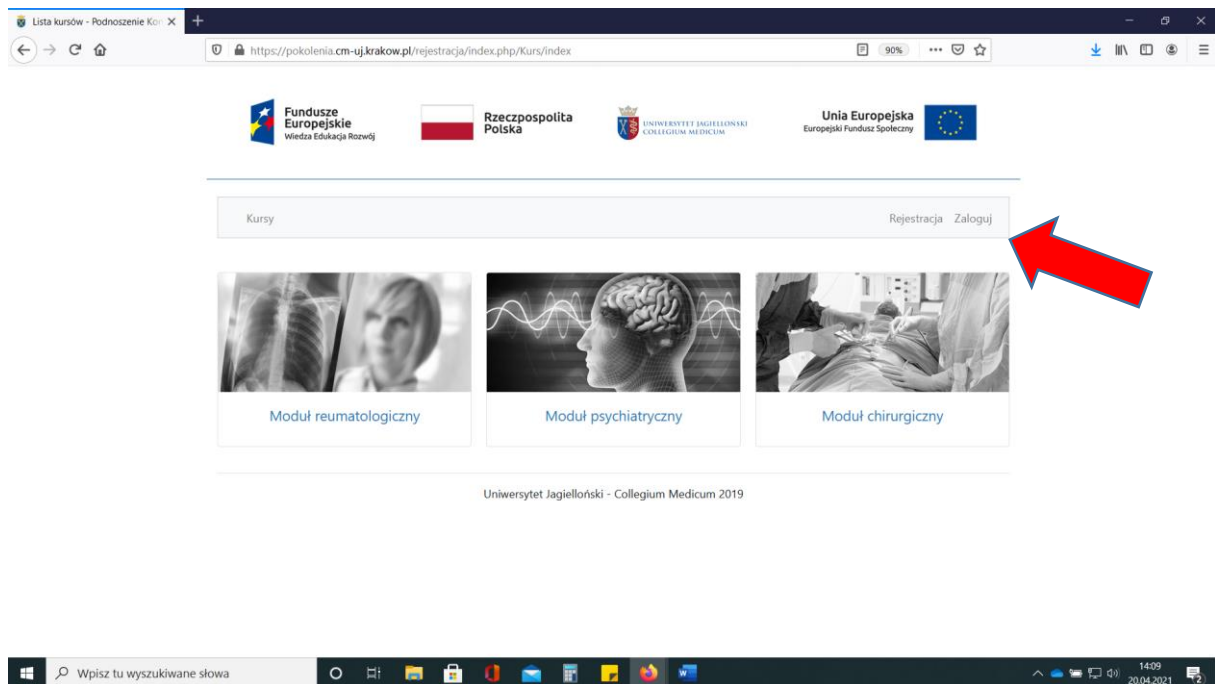 Lista kursów - Podnoszenie Kom
https://pokolenia.cm-uj.krakow.pl/rejestracja/index.php/Kurs/index
90%
Fundusze
Europejskie
Wiedza Edukacja Rozwój
Rzeczpospolita
Polska
UNIWERSYTET JAGIELLOŃSKI
COLLEGIUM MEDICUM
Unia Europejska
Europejski Fundusz Społeczny
Kursy
Rejestracja Zaloguj
Moduł reumatologiczny
Moduł psychiatryczny
Moduł chirurgiczny
Uniwersytet Jagielloński - Collegium Medicum 2019
Wpisz tu wyszukiwane słowa
14:09
20.04.2021
2